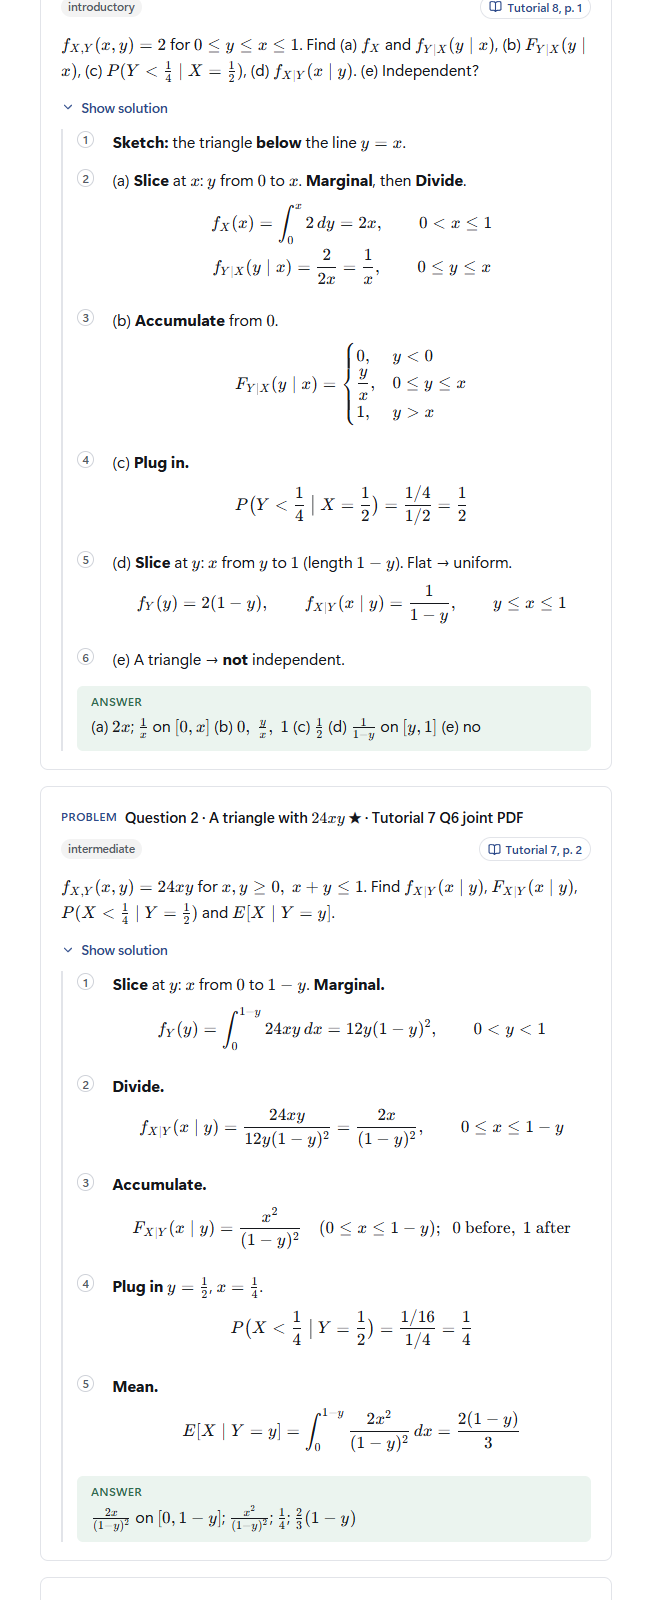 introductory
Tutorial 8, p. 1
f_{X,Y}(x, y) = 2 for 0 ≤ y ≤ x ≤ 1. Find (a) f_X and f_{Y|X}(y | x), (b) F_{Y|X}(y |
x), (c) P(Y < 1/4 | X = 1/2), (d) f_{X|Y}(x | y). (e) Independent?
Show solution
1 Sketch: the triangle below the line y = x.
2 (a) Slice at x: y from 0 to x. Marginal, then Divide.
f_X(x) = ∫_0^x 2 dy = 2x, 0 < x ≤ 1
f_{Y|X}(y | x) = 2/2x = 1/x, 0 ≤ y ≤ x
3 (b) Accumulate from 0.
F_{Y|X}(y | x) = { 0, y < 0
y/x, 0 ≤ y ≤ x
1, y > x
4 (c) Plug in.
P(Y < 1/4 | X = 1/2) = (1/4)/(1/2) = 1/2
5 (d) Slice at y: x from y to 1 (length 1 − y). Flat → uniform.
f_Y(y) = 2(1 − y), f_{X|Y}(x | y) = 1/(1 − y), y ≤ x ≤ 1
6 (e) A triangle → not independent.
ANSWER
(a) 2x; 1/x on [0, x] (b) 0, y/x, 1 (c) 1/2 (d) 1/(1−y) on [y, 1] (e) no
PROBLEM Question 2 · A triangle with 24xy ★ · Tutorial 7 Q6 joint PDF
intermediate
Tutorial 7, p. 2
f_{X,Y}(x, y) = 24xy for x, y ≥ 0, x + y ≤ 1. Find f_{X|Y}(x | y), F_{X|Y}(x | y),
P(X < 1/4 | Y = 1/2) and E[X | Y = y].
Show solution
1 Slice at y: x from 0 to 1 − y. Marginal.
f_Y(y) = ∫_0^{1−y} 24xy dx = 12y(1 − y)^2, 0 < y < 1
2 Divide.
f_{X|Y}(x | y) = 24xy/(12y(1 − y)^2) = 2x/(1 − y)^2, 0 ≤ x ≤ 1 − y
3 Accumulate.
F_{X|Y}(x | y) = x^2/(1 − y)^2 (0 ≤ x ≤ 1 − y); 0 before, 1 after
4 Plug in y = 1/2, x = 1/4.
P(X < 1/4 | Y = 1/2) = (1/16)/(1/4) = 1/4
5 Mean.
E[X | Y = y] = ∫_0^{1−y} 2x^2/(1 − y)^2 dx = 2(1 − y)/3
ANSWER
2x/(1−y)^2 on [0, 1 − y]; x^2/(1−y)^2; 1/4; 2/3(1 − y)